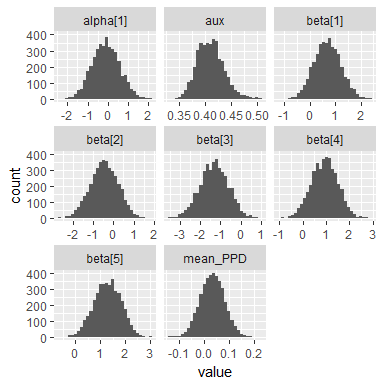 alpha[1] aux beta[1]
400
300
200
100
0
-2 -1 0 1 2 0.35 0.40 0.45 0.50 -1 0 1 2
beta[2] beta[3] beta[4]
400
300
200
100
0
-2 -1 0 1 2 -3 -2 -1 0 1 -1 0 1 2 3
beta[5] mean_PPD
400
300
200
100
0
0 1 2 3 -0.1 0.0 0.1 0.2
count
value